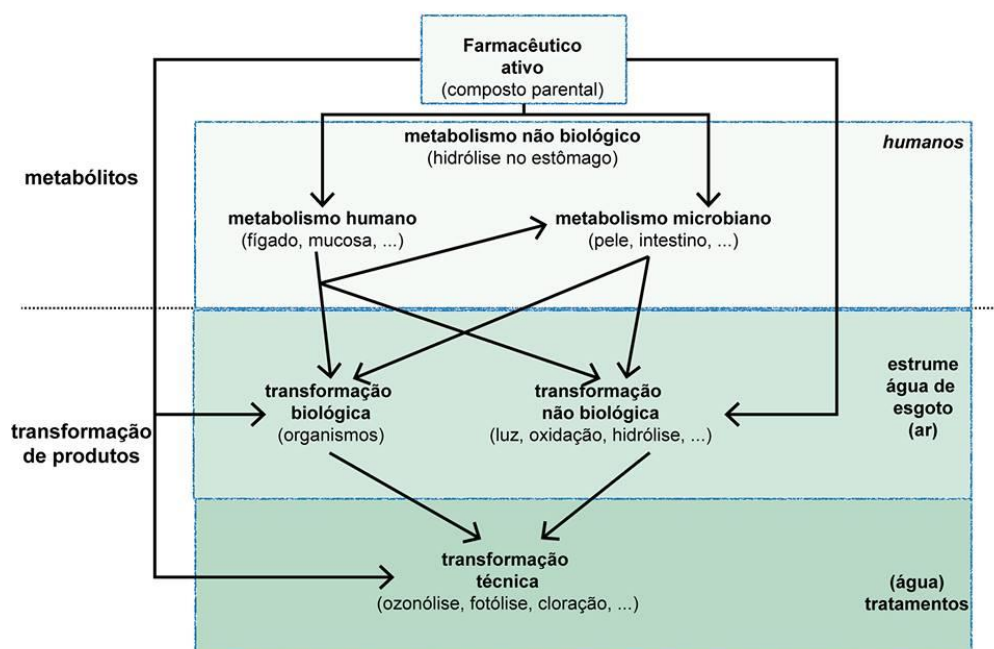 Farmacêutico
ativo
(composto parental)
metabolismo não biológico
(hidrólise no estômago)
humanos
metabólitos
metabolismo humano
(fígado, mucosa, ...)
metabolismo microbiano
(pele, intestino, ...)
transformação
biológica
(organismos)
transformação
não biológica
(luz, oxidação, hidrólise, ...)
estrume
água de
esgoto
(ar)
transformação
de produtos
transformação
técnica
(ozonólise, fotólise, cloração, ...)
(água)
tratamentos